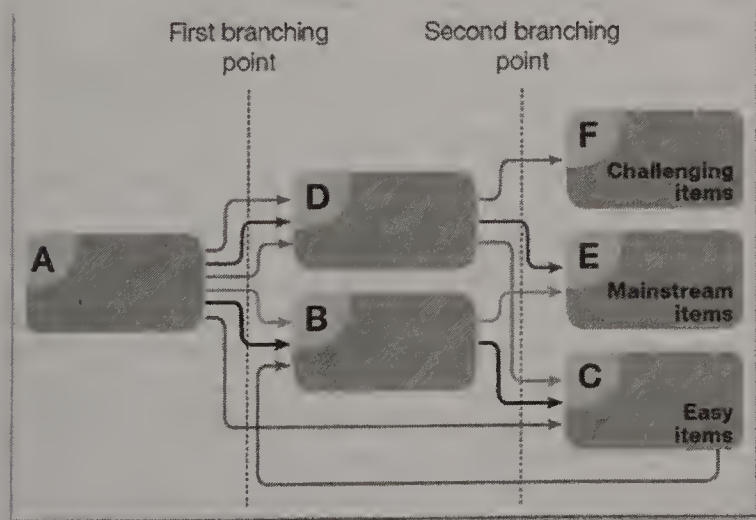 First branching
point
Second branching
point
A
D
B
F
Challenging
items
E
Mainstream
items
C
Easy
items